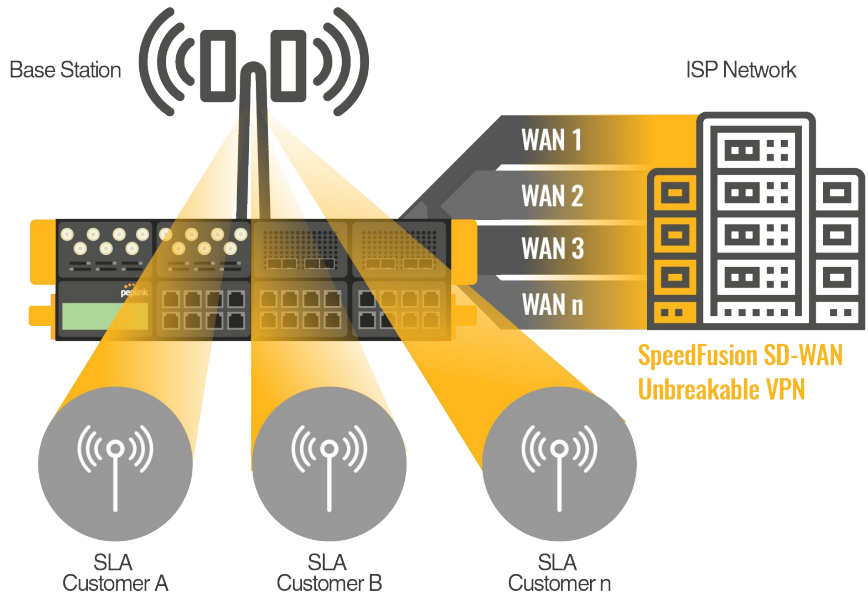 Base Station
ISP Network
WAN 1
WAN 2
WAN 3
WAN n
peplink
SpeedFusion SD-WAN
Unbreakable VPN
SLA
Customer A
SLA
Customer B
SLA
Customer n